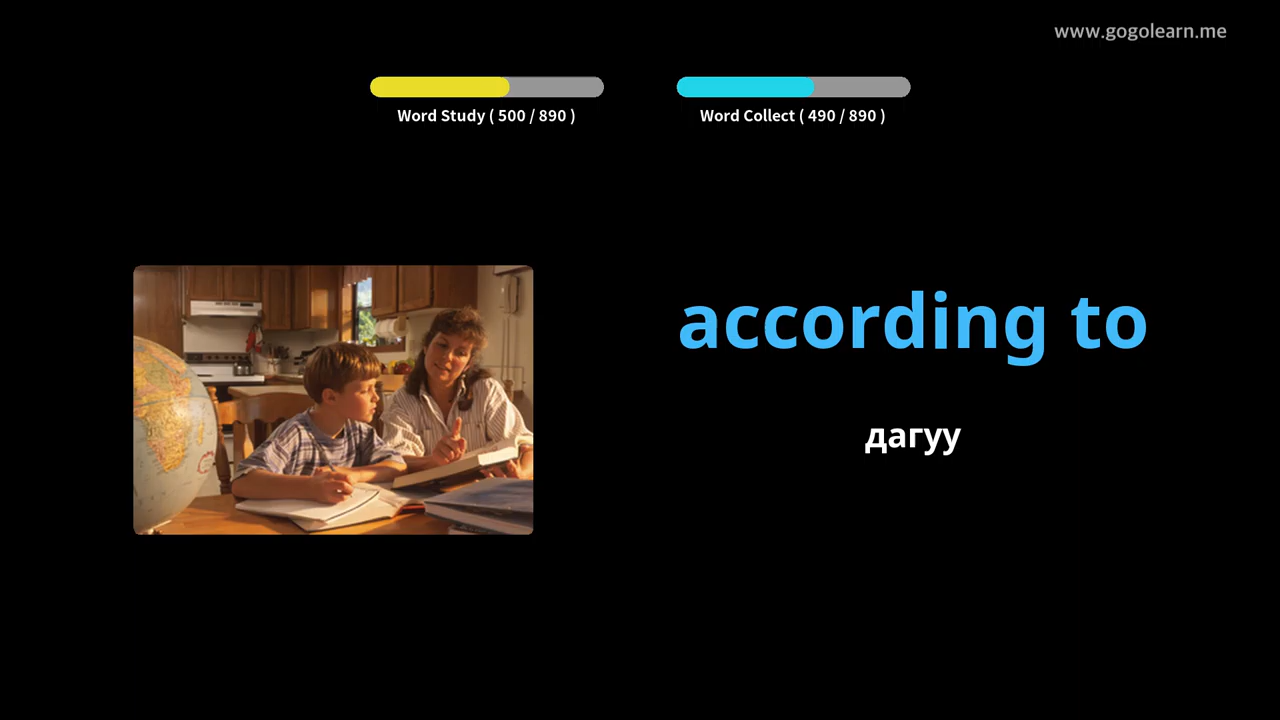 www.gogolearn.me
Word Study ( 500 / 890 )
Word Collect ( 490 / 890 )
according to
дагуу